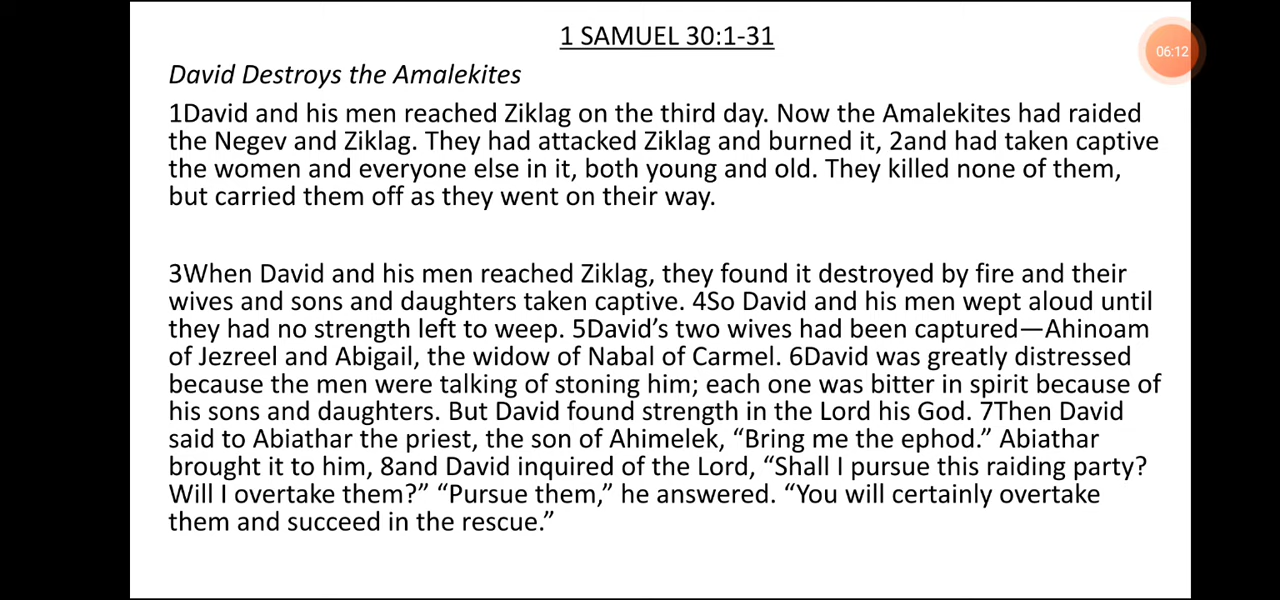 1 SAMUEL 30:1-31
06:12
David Destroys the Amalekites
1David and his men reached Ziklag on the third day. Now the Amalekites had raided
the Negev and Ziklag. They had attacked Ziklag and burned it, 2and had taken captive
the women and everyone else in it, both young and old. They killed none of them,
but carried them off as they went on their way.
3When David and his men reached Ziklag, they found it destroyed by fire and their
wives and sons and daughters taken captive. 4So David and his men wept aloud until
they had no strength left to weep. 5David’s two wives had been captured—Ahinoam
of Jezreel and Abigail, the widow of Nabal of Carmel. 6David was greatly distressed
because the men were talking of stoning him; each one was bitter in spirit because of
his sons and daughters. But David found strength in the Lord his God. 7Then David
said to Abiathar the priest, the son of Ahimelek, “Bring me the ephod.” Abiathar
brought it to him, 8and David inquired of the Lord, “Shall I pursue this raiding party?
Will I overtake them?” “Pursue them,” he answered. “You will certainly overtake
them and succeed in the rescue.”